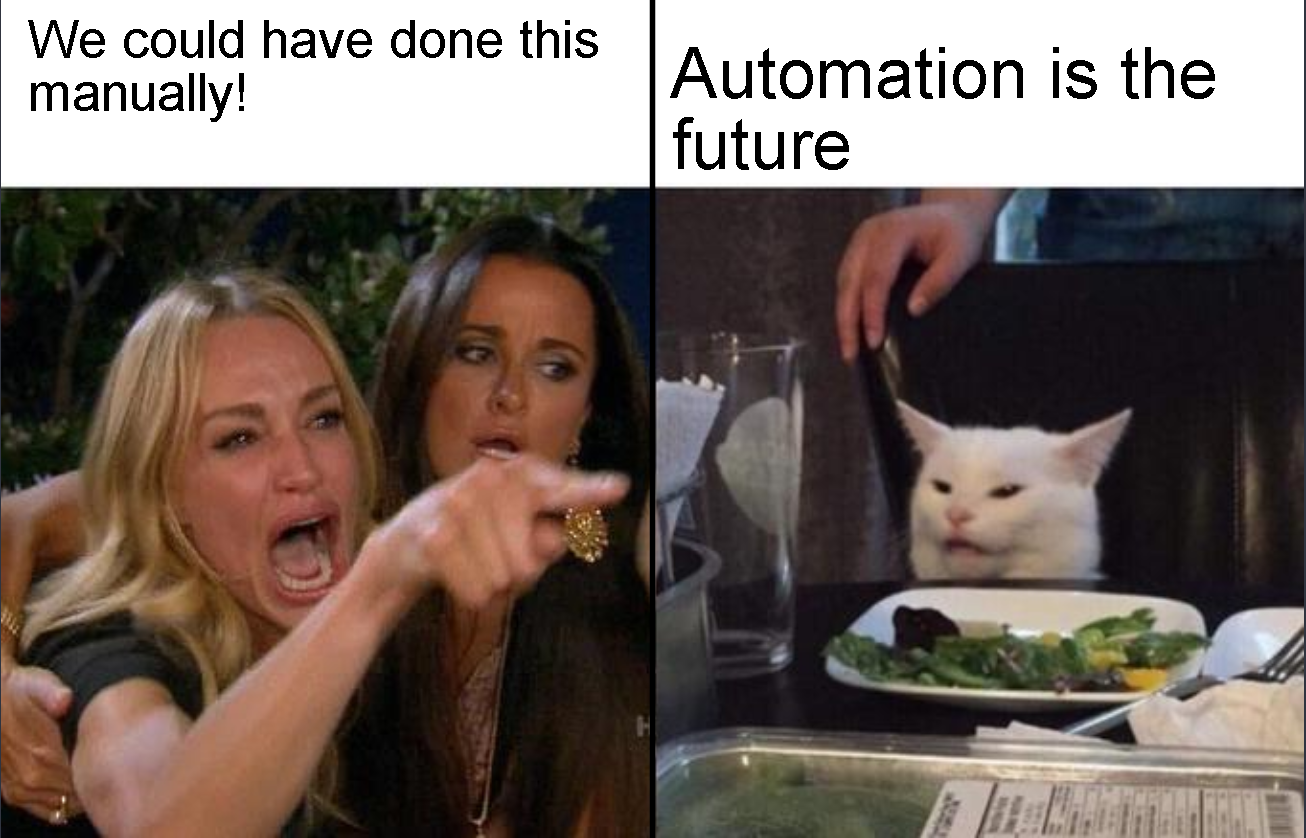 We could have done this
manually!
Automation is the
future